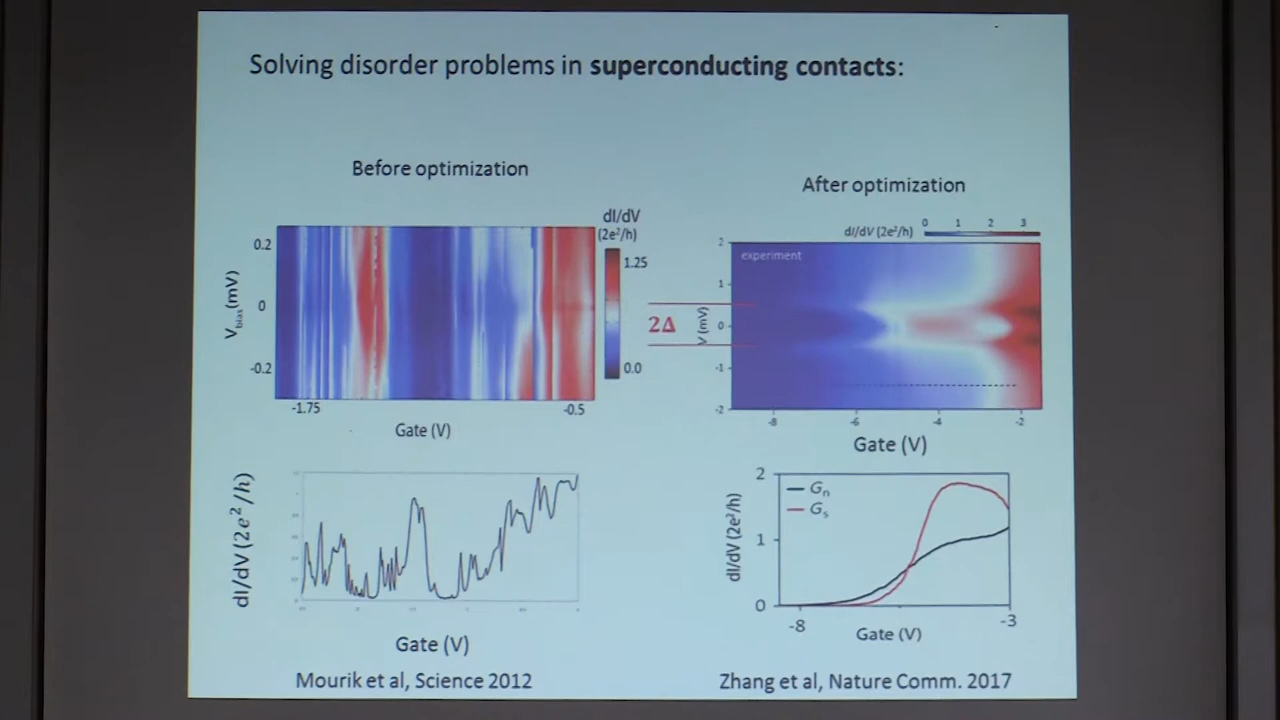 Solving disorder problems in superconducting contacts:
Before optimization
After optimization
dI/dV
(2e²/h)
1.25
0.0
0.2
0
-0.2
V_bias(mV)
-1.75
-0.5
Gate (V)
dI/dV (2e²/h)
0 1 2 3
experiment
2Δ
V (mV)
2
1
0
-1
-2
-8 -6 -4 -2
Gate (V)
dI/dV (2e²/h)
Gate (V)
dI/dV (2e²/h)
2
1
0
G_n
G_s
-8
-3
Gate (V)
Mourik et al, Science 2012
Zhang et al, Nature Comm. 2017